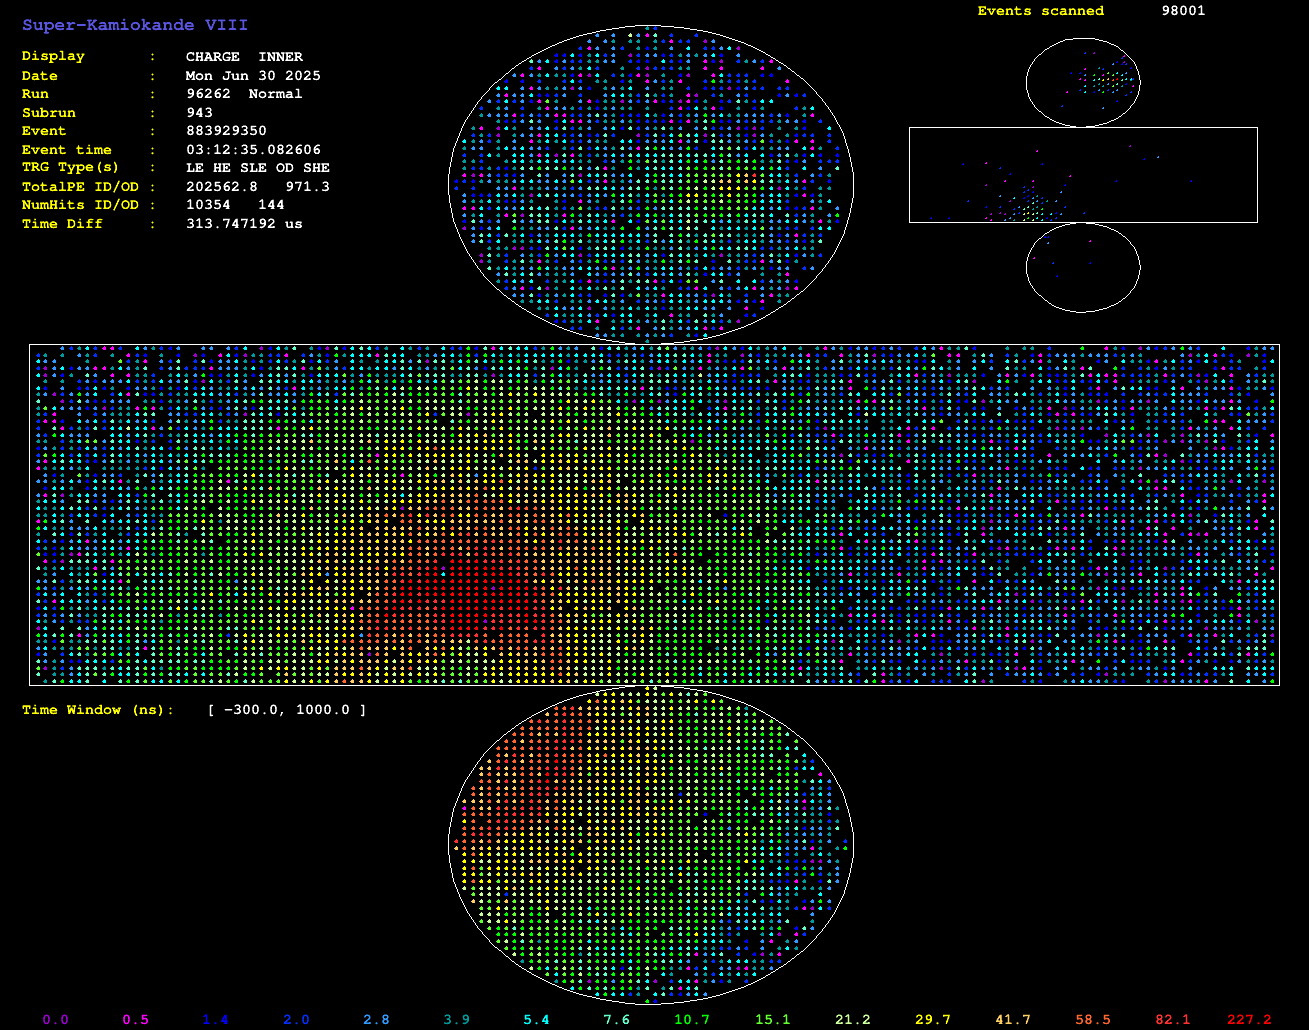 Super-Kamiokande VIII
Events scanned 98001
Display : CHARGE INNER
Date : Mon Jun 30 2025
Run : 96262 Normal
Subrun : 943
Event : 883929350
Event time : 03:12:35.082606
TRG Type(s) : LE HE SLE OD SHE
TotalPE ID/OD : 202562.8 971.3
NumHits ID/OD : 10354 144
Time Diff : 313.747192 us
Time Window (ns): [ -300.0, 1000.0 ]
0.0 0.5 1.4 2.0 2.8 3.9 5.4 7.6 10.7 15.1 21.2 29.7 41.7 58.5 82.1 227.2